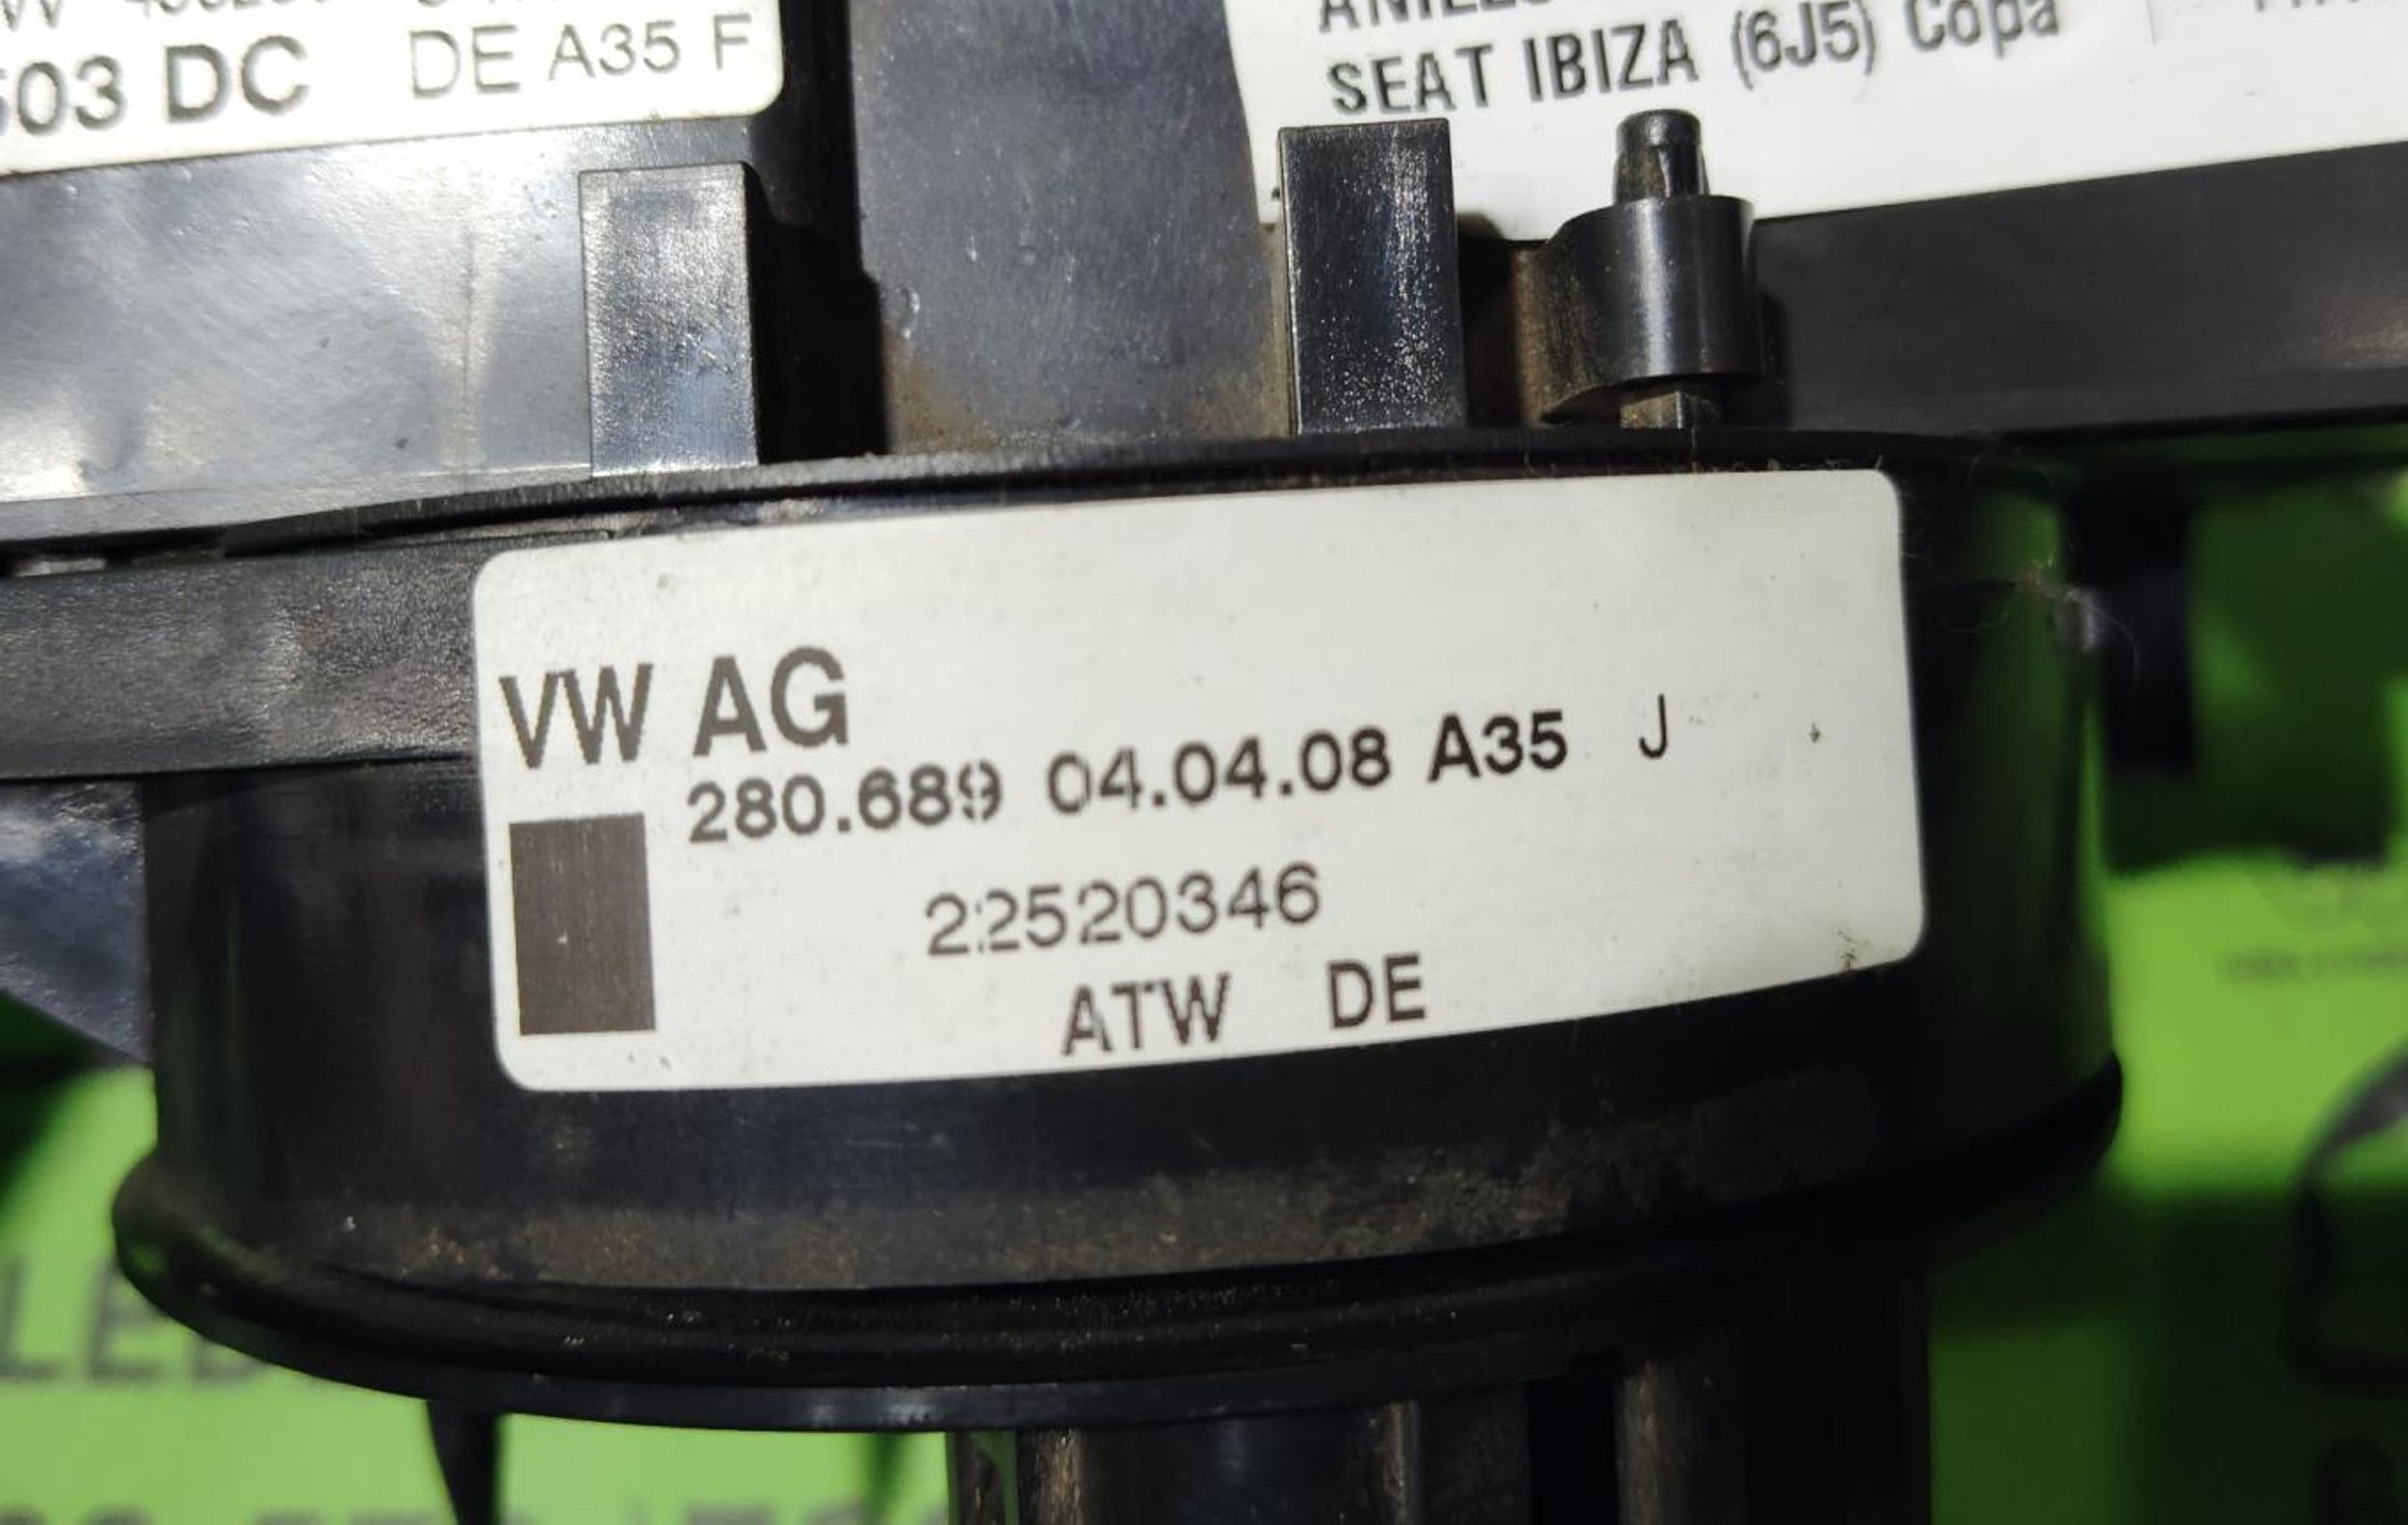 503 DC DE A35 F
SEAT IBIZA (6J5) Copa
VW AG
280.689 04.04.08 A35 J
22520346
ATW DE